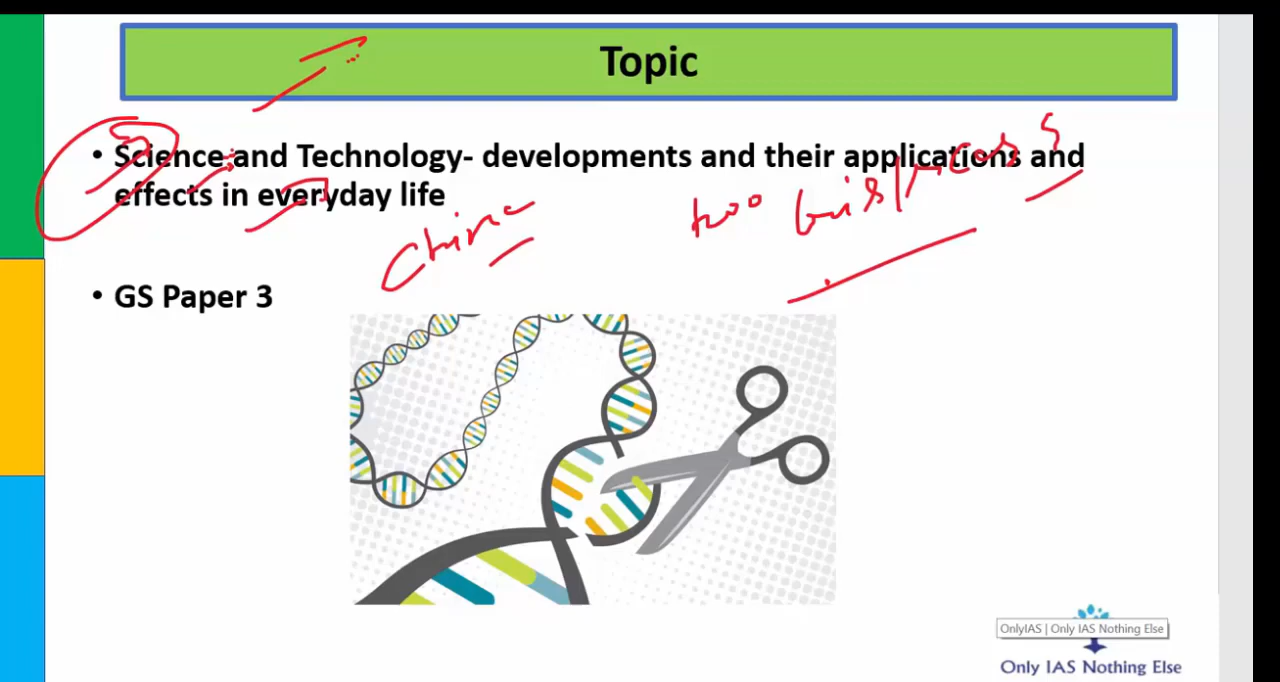 Topic
• Science and Technology- developments and their applications and
effects in everyday life
China
two
• GS Paper 3
OnlyIAS | Only IAS Nothing Else
Only IAS Nothing Else